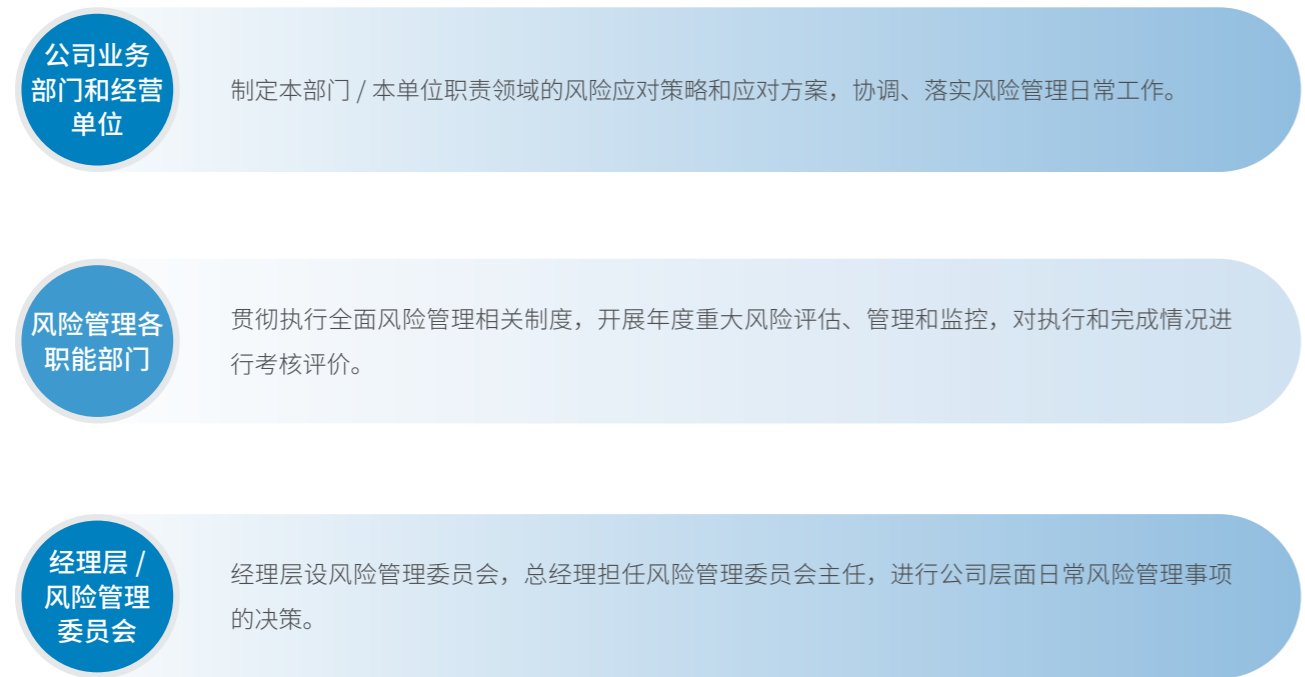 公司业务
部门和经营
单位
制定本部门 / 本单位职责领域的风险应对策略和应对方案，协调、落实风险管理日常工作。
风险管理各
职能部门
贯彻执行全面风险管理相关制度，开展年度重大风险评估、管理和监控，对执行和完成情况进
行考核评价。
经理层 /
风险管理
委员会
经理层设风险管理委员会，总经理担任风险管理委员会主任，进行公司层面日常风险管理事项
的决策。